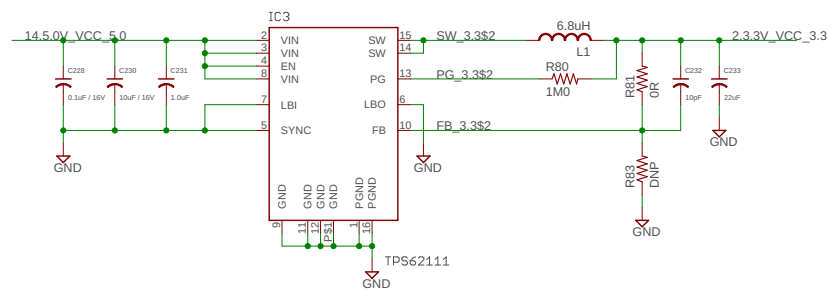 IC3
14.5.0V_VCC_5.0
2 VIN
3 VIN
4 EN
8 VIN
7 LBI
5 SYNC
SW 15 SW_3.3$2
SW 14
PG 13 PG_3.3$2
LBO 6
FB 10 FB_3.3$2
6.8uH
L1
2.3.3V_VCC_3.3
R80
1M0
R81
0R
C232
10pF
C233
22uF
C228
0.1uF / 16V
C230
10uF / 16V
C231
1.0uF
GND
GND
GND
R83
DNP
GND
GND
GND
GND
GND
PGND
PGND
9
11
12
P$1
1
16
TPS62111
GND